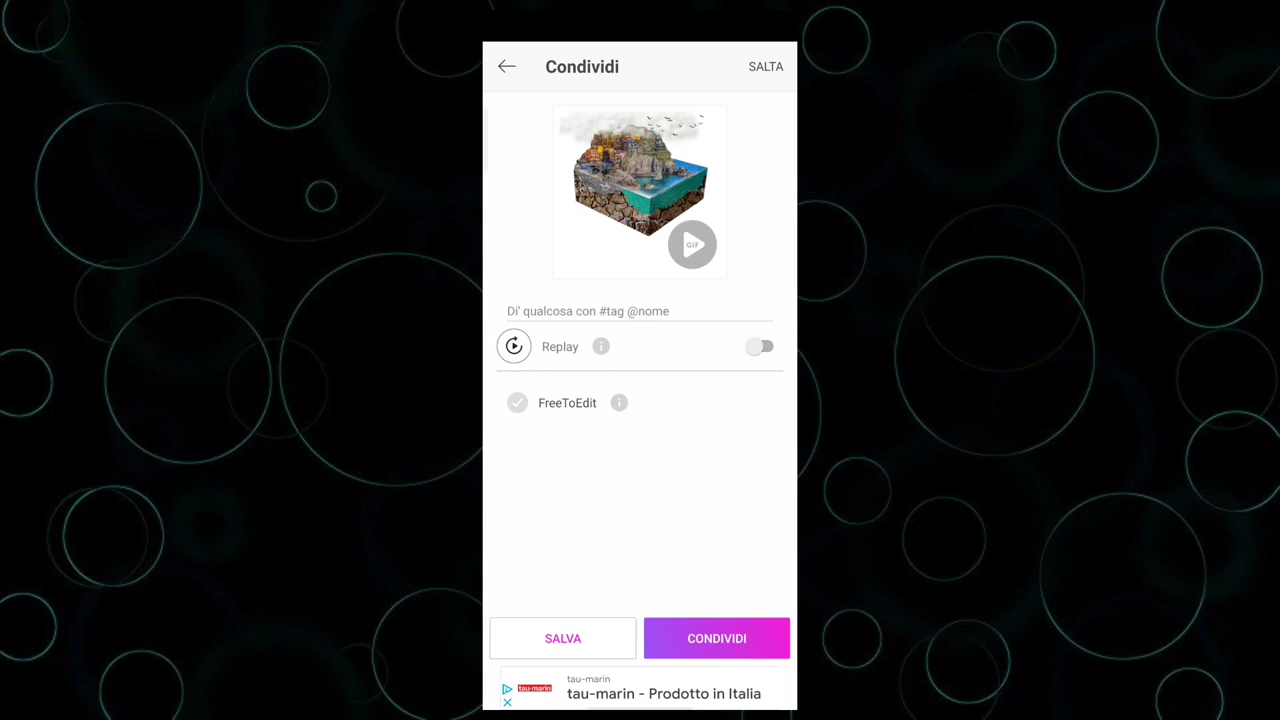 Condividi
SALTA
GIF
Di' qualcosa con #tag @nome
Replay
FreeToEdit
SALVA
CONDIVIDI
tau-marin
tau-marin
tau-marin - Prodotto in Italia